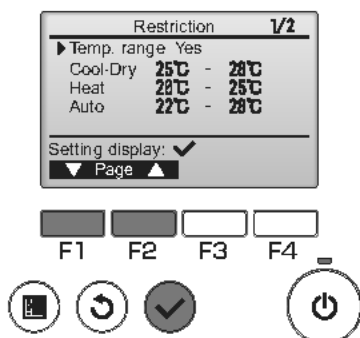 Restriction 1/2
▶Temp. range Yes
Cool-Dry 25℃ - 28℃
Heat 20℃ - 25℃
Auto 22℃ - 28℃
Setting display: ✔
▼ Page ▲
F1 F2 F3 F4